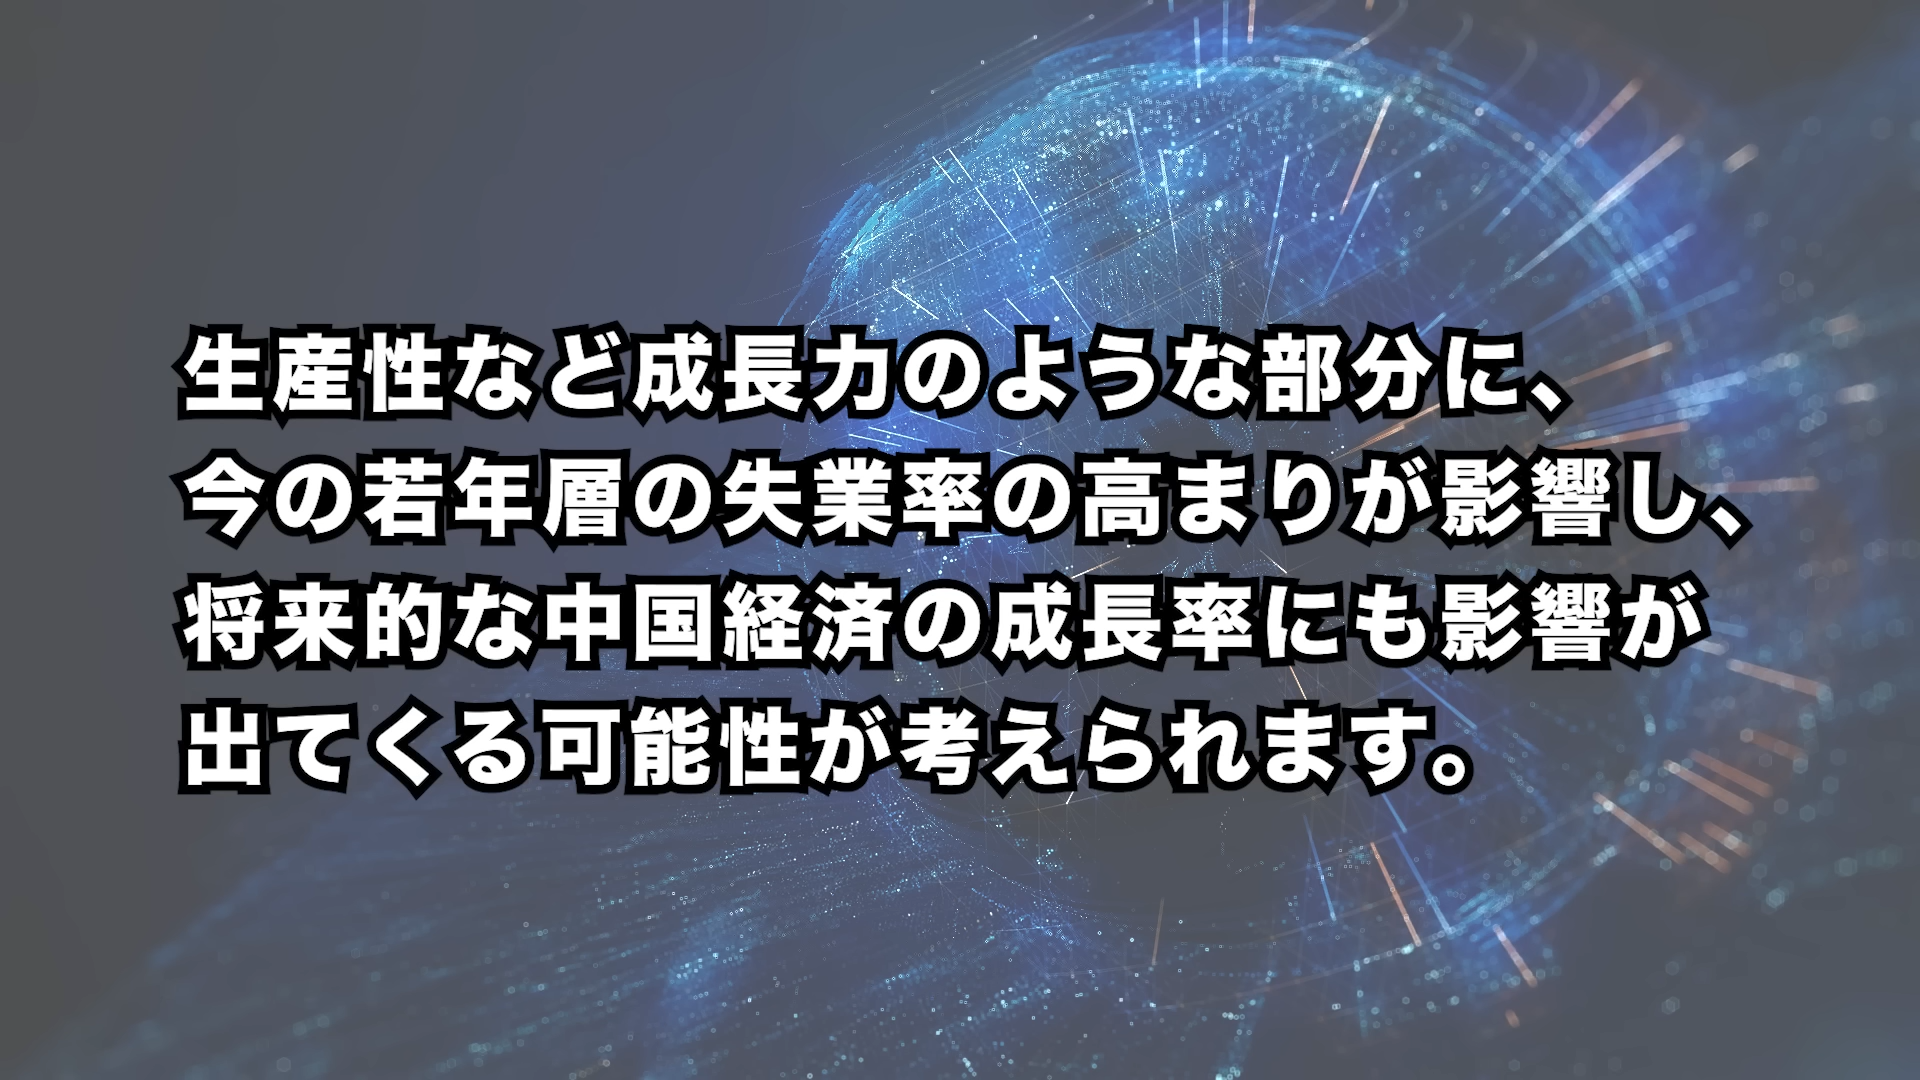 生産性など成長力のような部分に、
今の若年層の失業率の高まりが影響し、
将来的な中国経済の成長率にも影響が
出てくる可能性が考えられます。